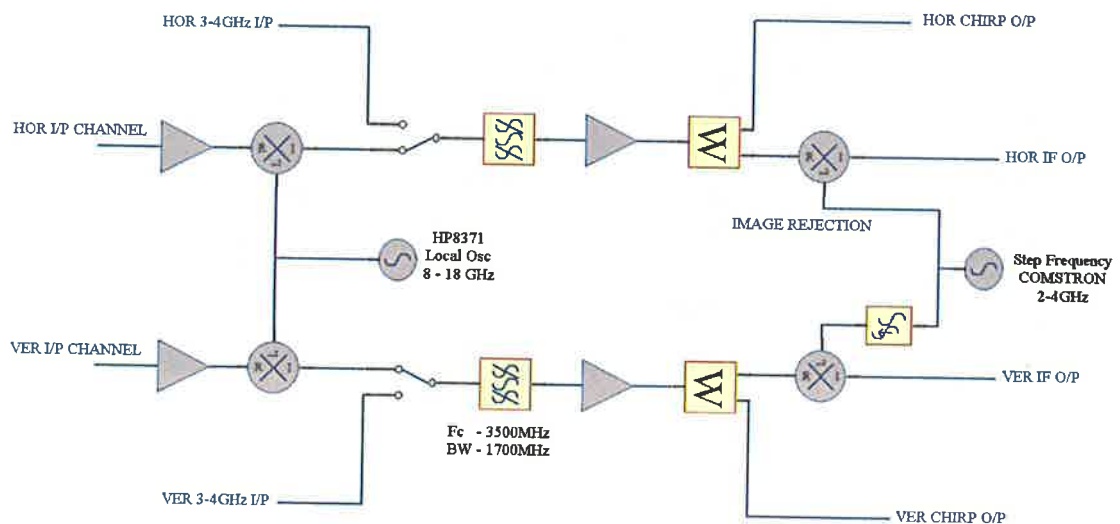 HOR 3-4GHz I/P
HOR CHIRP O/P
HOR I/P CHANNEL
R L I
W
R L I
HOR IF O/P
IMAGE REJECTION
HP8371
Local Osc
8 - 18 GHz
Step Frequency
COMSTRON
2-4GHz
VER I/P CHANNEL
R L I
W
R L I
VER IF O/P
Fc - 3500MHz
BW - 1700MHz
VER 3-4GHz I/P
VER CHIRP O/P